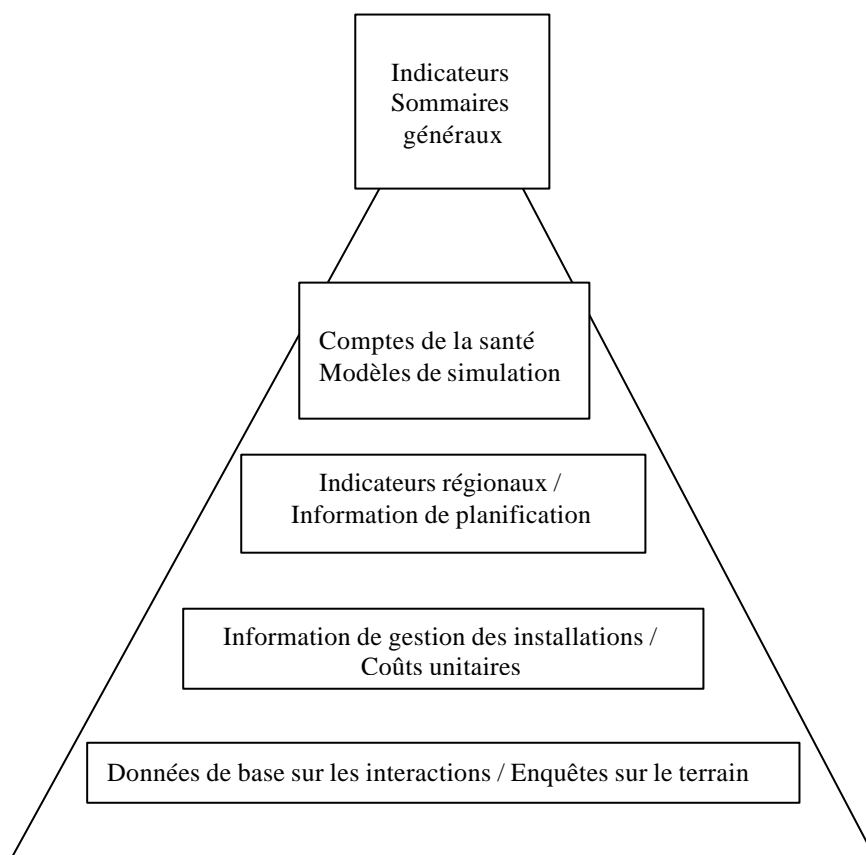 Indicateurs
Sommaires
généraux
Comptes de la santé
Modèles de simulation
Indicateurs régionaux /
Information de planification
Information de gestion des installations /
Coûts unitaires
Données de base sur les interactions / Enquêtes sur le terrain